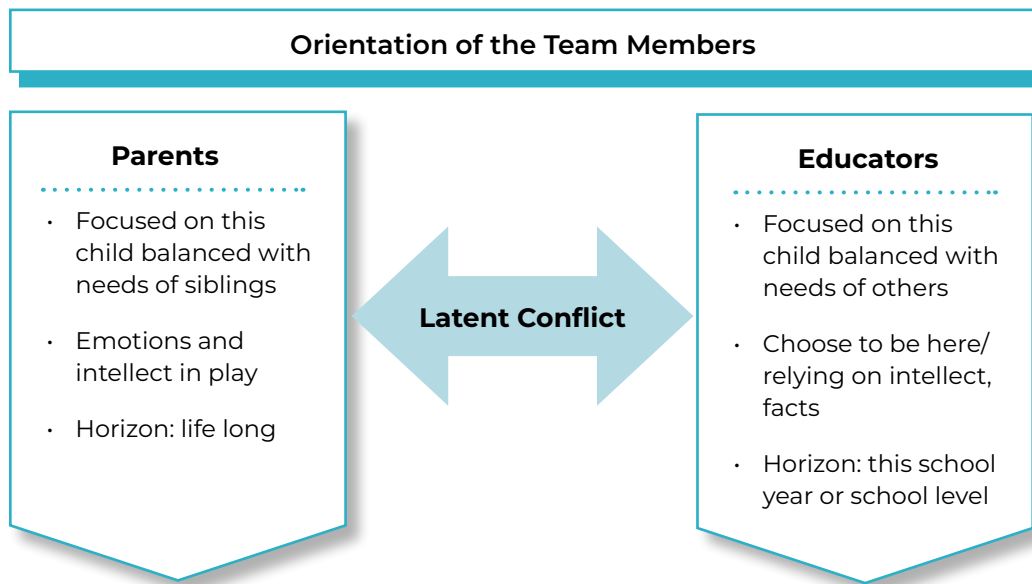 Orientation of the Team Members
Parents
• Focused on this
child balanced with
needs of siblings
• Emotions and
intellect in play
• Horizon: life long
Latent Conflict
Educators
• Focused on this
child balanced with
needs of others
• Choose to be here/
relying on intellect,
facts
• Horizon: this school
year or school level